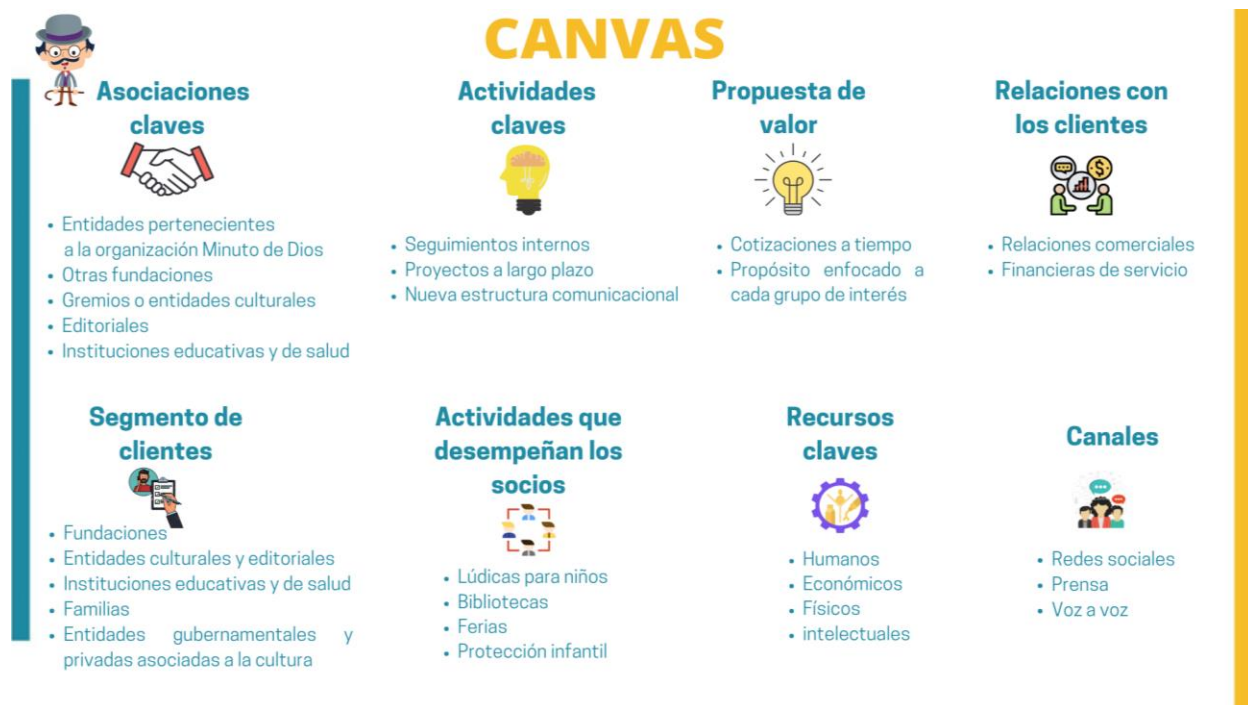 CANVAS
Asociaciones
claves
• Entidades pertenecientes
a la organización Minuto de Dios
• Otras fundaciones
• Gremios o entidades culturales
• Editoriales
• Instituciones educativas y de salud
Actividades
claves
• Seguimientos internos
• Proyectos a largo plazo
• Nueva estructura comunicacional
Propuesta de
valor
• Cotizaciones a tiempo
• Propósito enfocado a
cada grupo de interés
Relaciones con
los clientes
• Relaciones comerciales
• Financieras de servicio
Segmento de
clientes
• Fundaciones
• Entidades culturales y editoriales
• Instituciones educativas y de salud
• Familias
• Entidades gubernamentales y
privadas asociadas a la cultura
Actividades que
desempeñan los
socios
• Lúdicas para niños
• Bibliotecas
• Ferias
• Protección infantil
Recursos
claves
• Humanos
• Económicos
• Físicos
• intelectuales
Canales
• Redes sociales
• Prensa
• Voz a voz